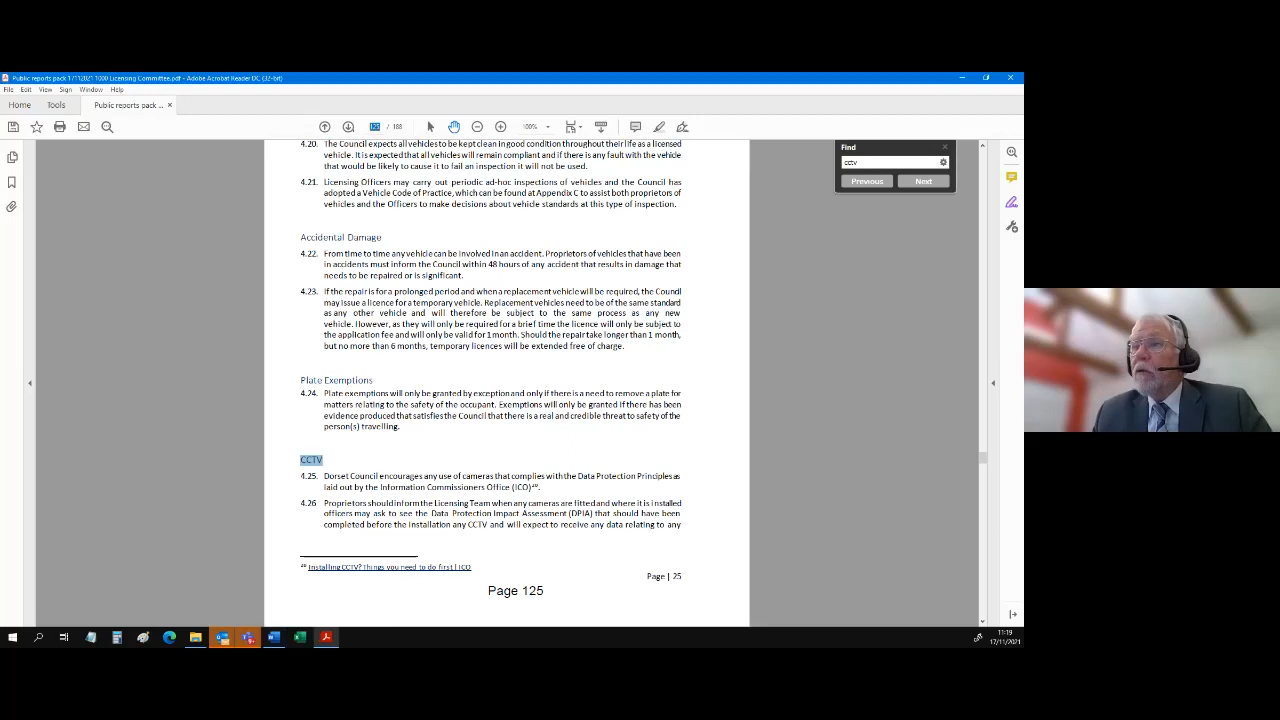 Public reports pack 17112021 1000 Licensing Committee.pdf - Adobe Acrobat Reader DC (32-bit)
File Edit View Sign Window Help
Home Tools Public reports pack ... ×
125 / 188 100%
Find
cctv
Previous Next
4.20. The Council expects all vehicles to be kept clean in good condition throughout their life as a licensed
vehicle. It is expected that all vehicles will remain compliant and if there is any fault with the vehicle
that would be likely to cause it to fail an inspection it will not be used.
4.21. Licensing Officers may carry out periodic ad-hoc inspections of vehicles and the Council has
adopted a Vehicle Code of Practice, which can be found at Appendix C to assist both proprietors of
vehicles and the Officers to make decisions about vehicle standards at this type of inspection.
Accidental Damage
4.22. From time to time any vehicle can be involved in an accident. Proprietors of vehicles that have been
in accidents must inform the Council within 48 hours of any accident that results in damage that
needs to be repaired or is significant.
4.23. If the repair is for a prolonged period and when a replacement vehicle will be required, the Council
may issue a licence for a temporary vehicle. Replacement vehicles need to be of the same standard
as any other vehicle and will therefore be subject to the same process as any new
vehicle. However, as they will only be required for a brief time the licence will only be subject to
the application fee and will only be valid for 1 month. Should the repair take longer than 1 month,
but no more than 6 months, temporary licences will be extended free of charge.
Plate Exemptions
4.24. Plate exemptions will only be granted by exception and only if there is a need to remove a plate for
matters relating to the safety of the occupant. Exemptions will only be granted if there has been
evidence produced that satisfies the Council that there is a real and credible threat to safety of the
person(s) travelling.
CCTV
4.25. Dorset Council encourages any use of cameras that complies with the Data Protection Principles as
laid out by the Information Commissioners Office (ICO)20.
4.26 Proprietors should inform the Licensing Team when any cameras are fitted and where it is installed
officers may ask to see the Data Protection Impact Assessment (DPIA) that should have been
completed before the installation any CCTV and will expect to receive any data relating to any
20 Installing CCTV? Things you need to do first | ICO
Page | 25
Page 125
11:19
17/11/2021